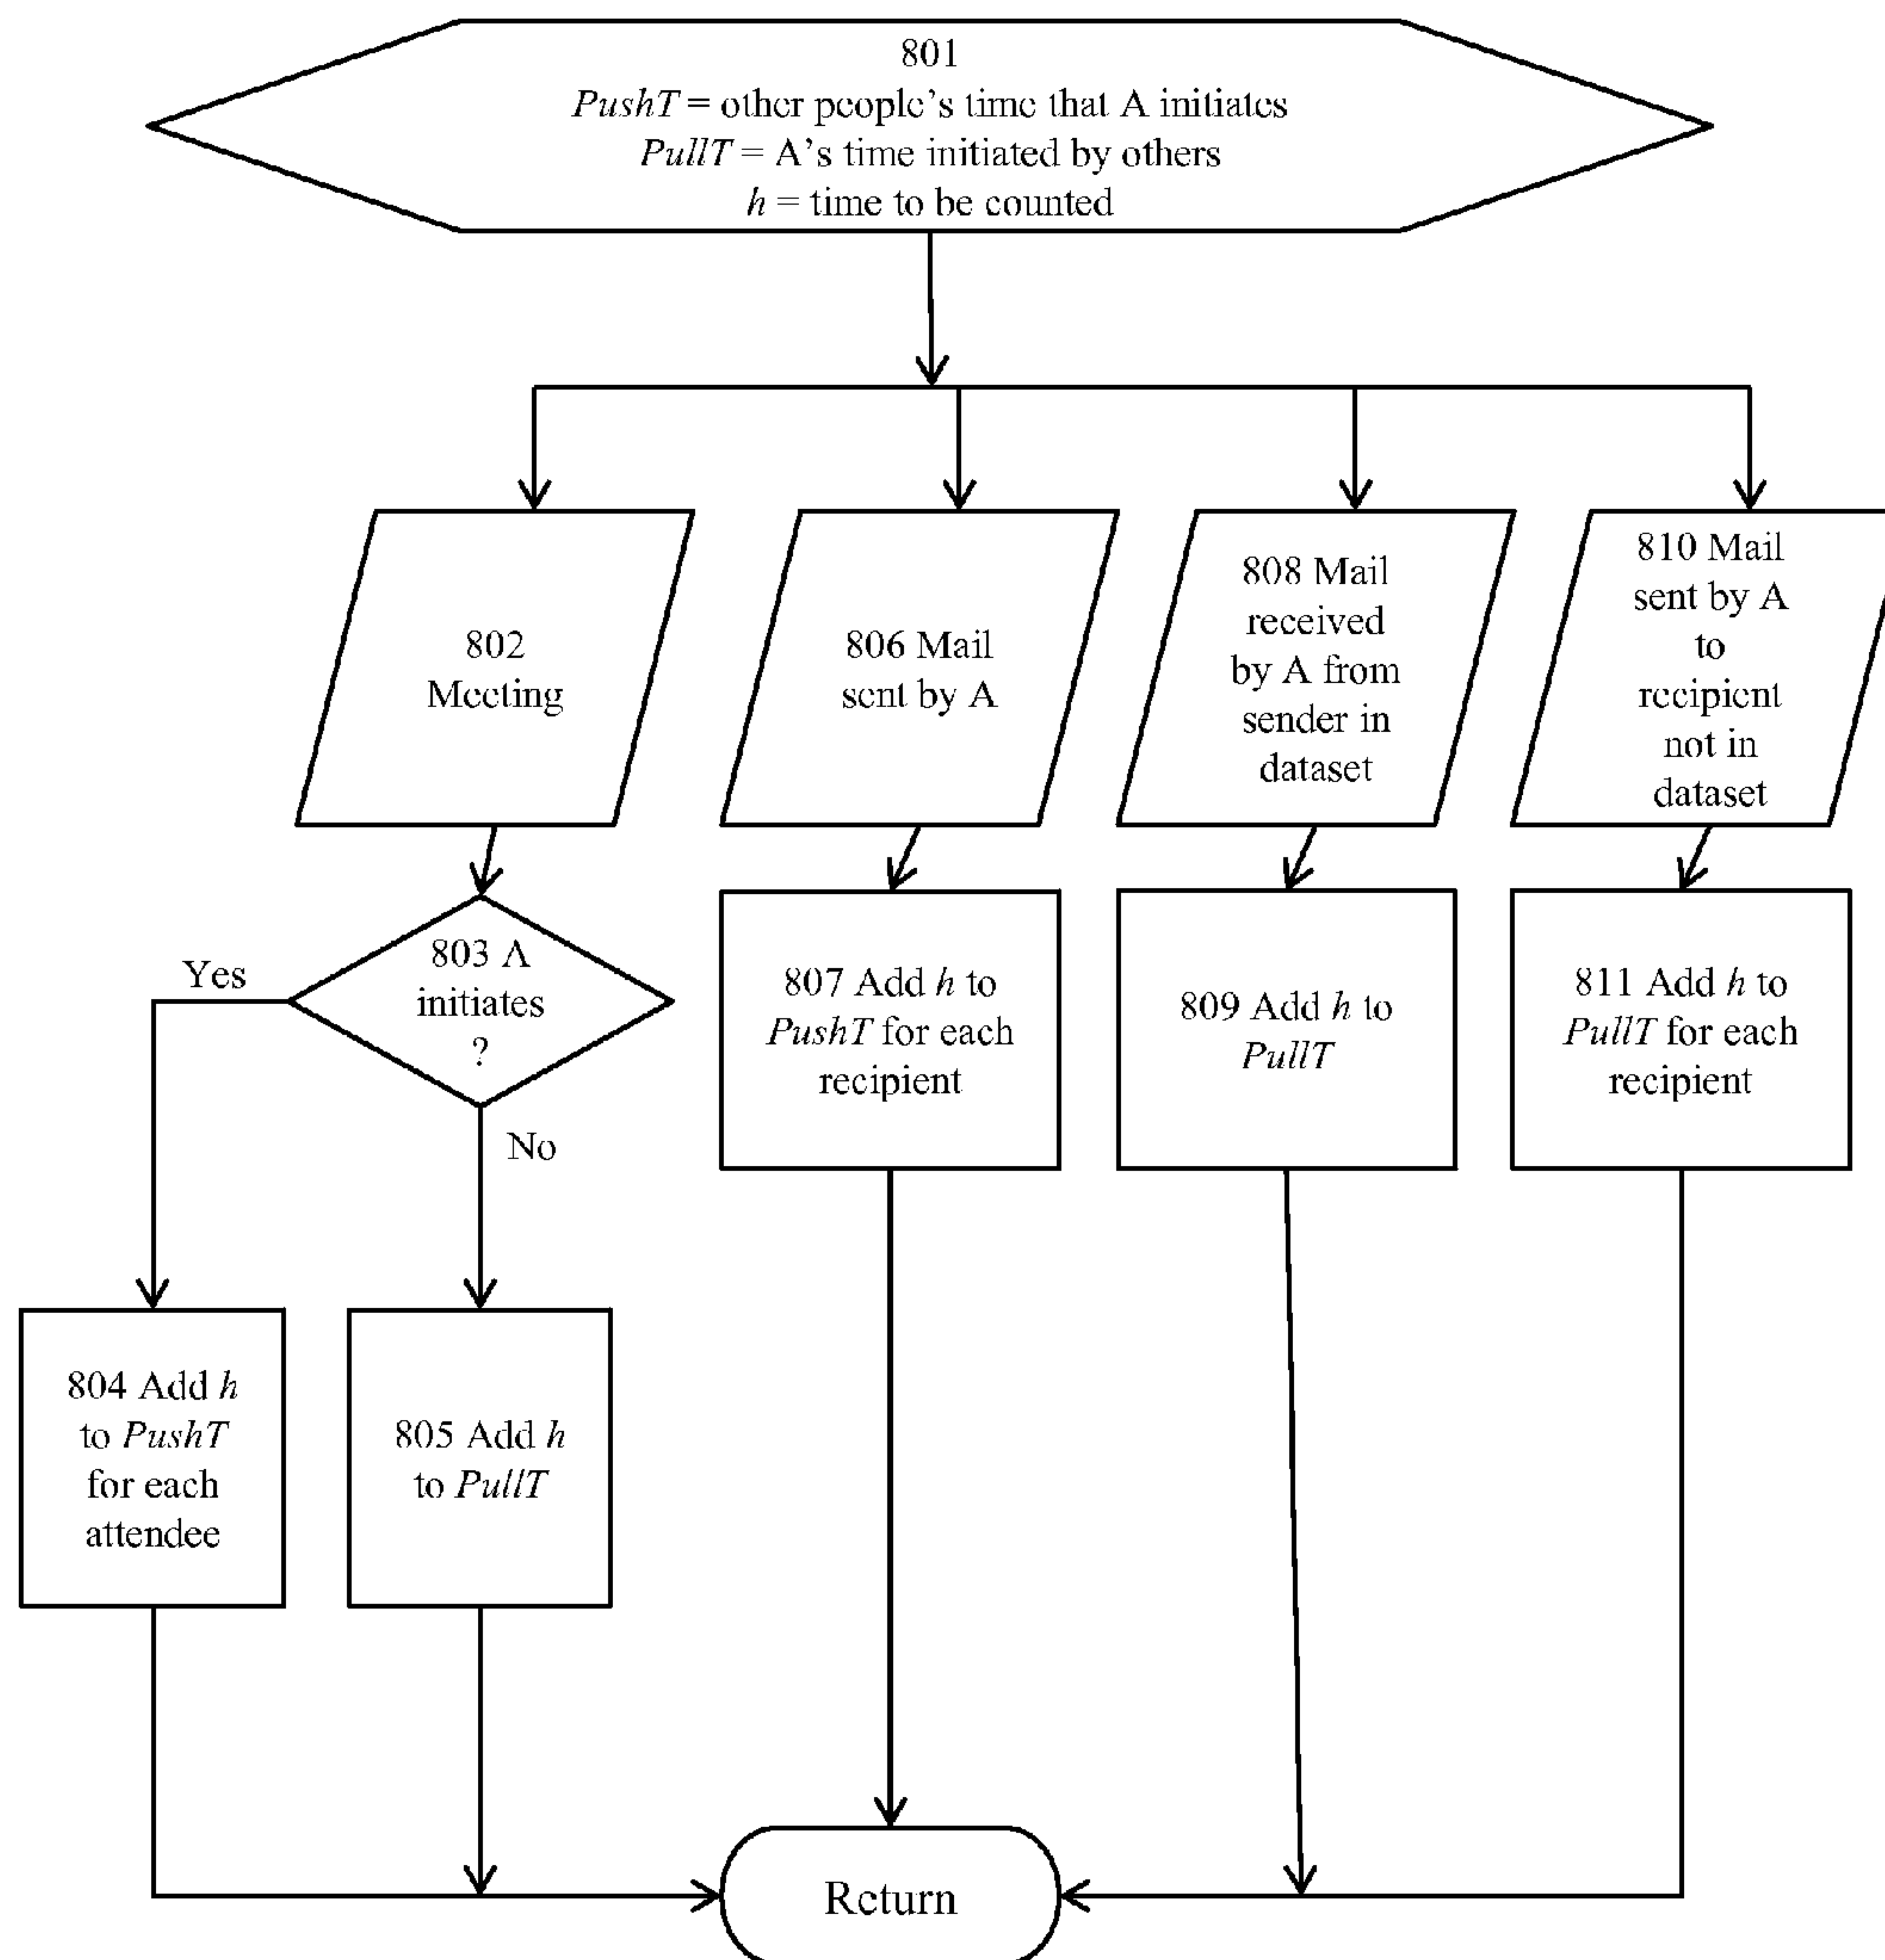 801
PushT = other people's time that A initiates
PullT = A's time initiated by others
h = time to be counted
802
Meeting
806 Mail
sent by A
808 Mail
received
by A from
sender in
dataset
810 Mail
sent by A
to
recipient
not in
dataset
803 A
initiates
?
Yes
No
807 Add h to
PushT for each
recipient
809 Add h to
PullT
811 Add h to
PullT for each
recipient
804 Add h
to PushT
for each
attendee
805 Add h
to PullT
Return